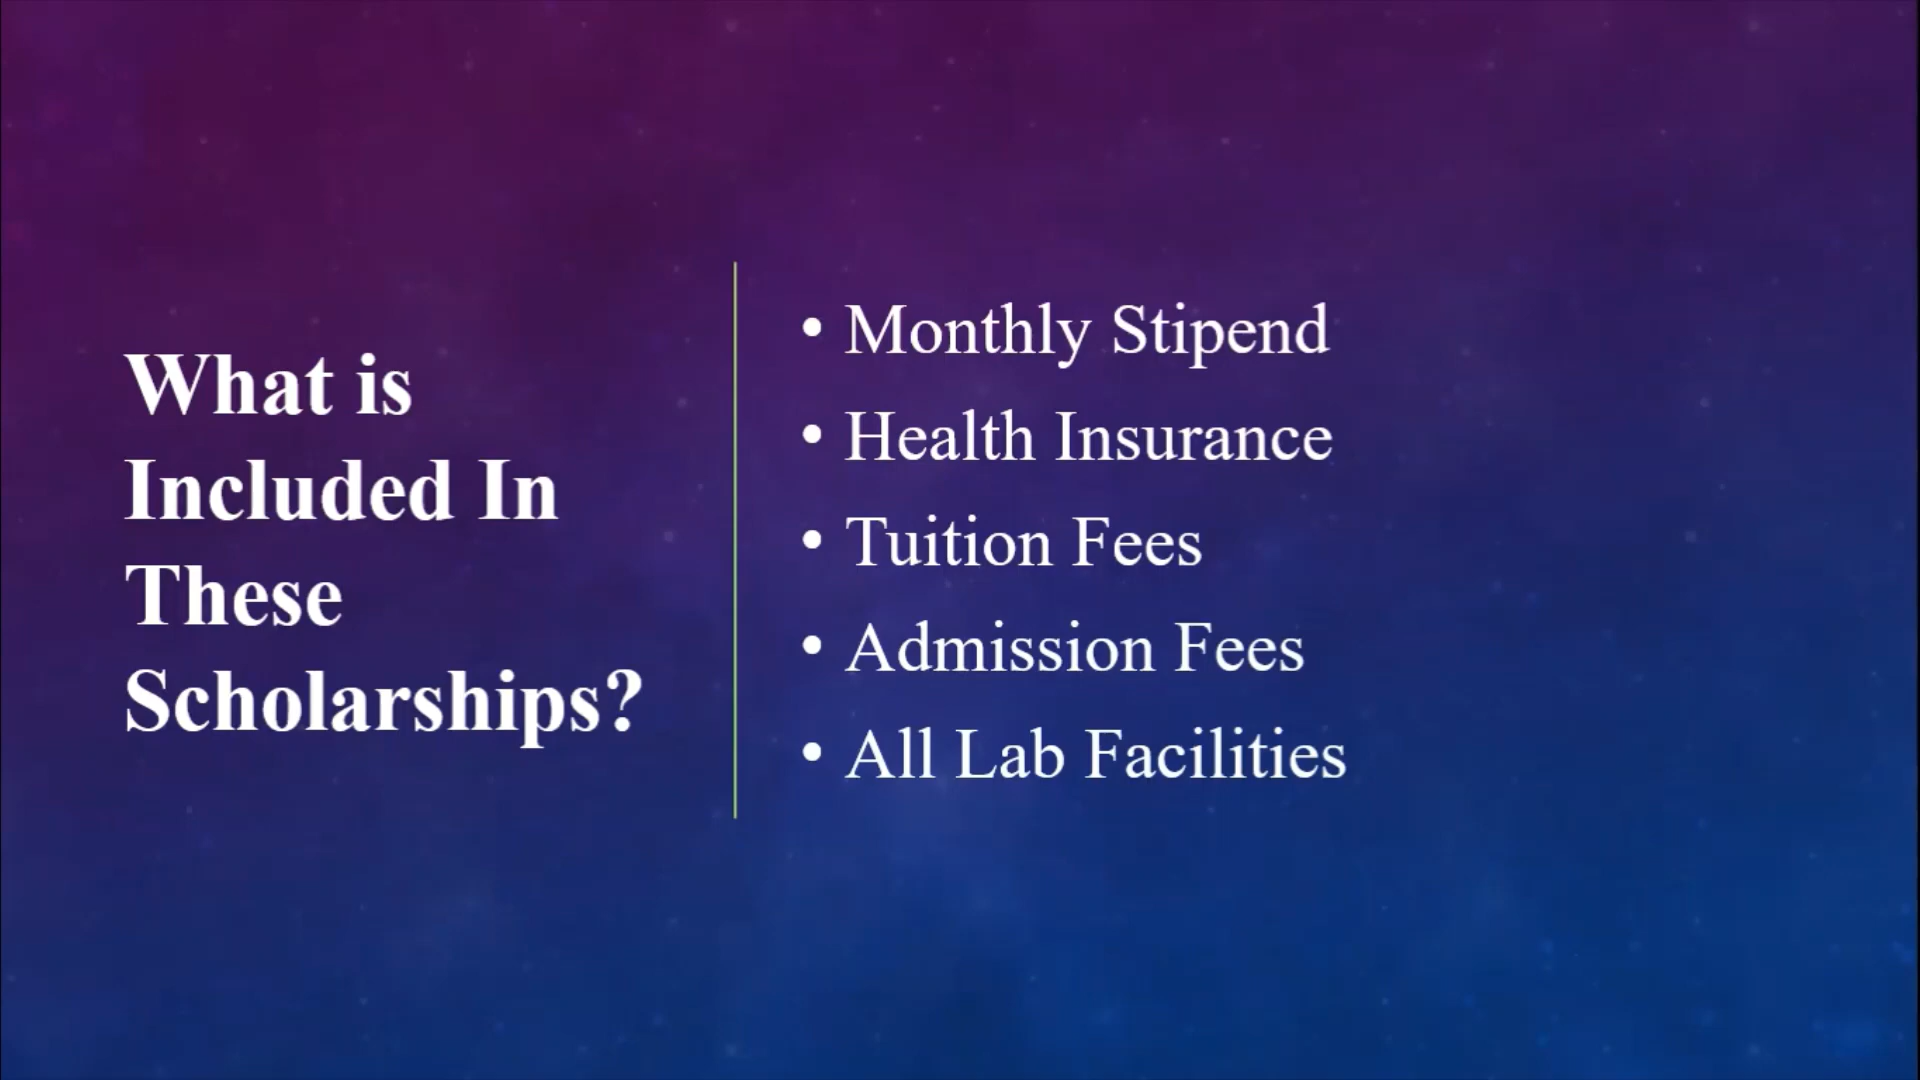 What is
Included In
These
Scholarships?
• Monthly Stipend
• Health Insurance
• Tuition Fees
• Admission Fees
• All Lab Facilities